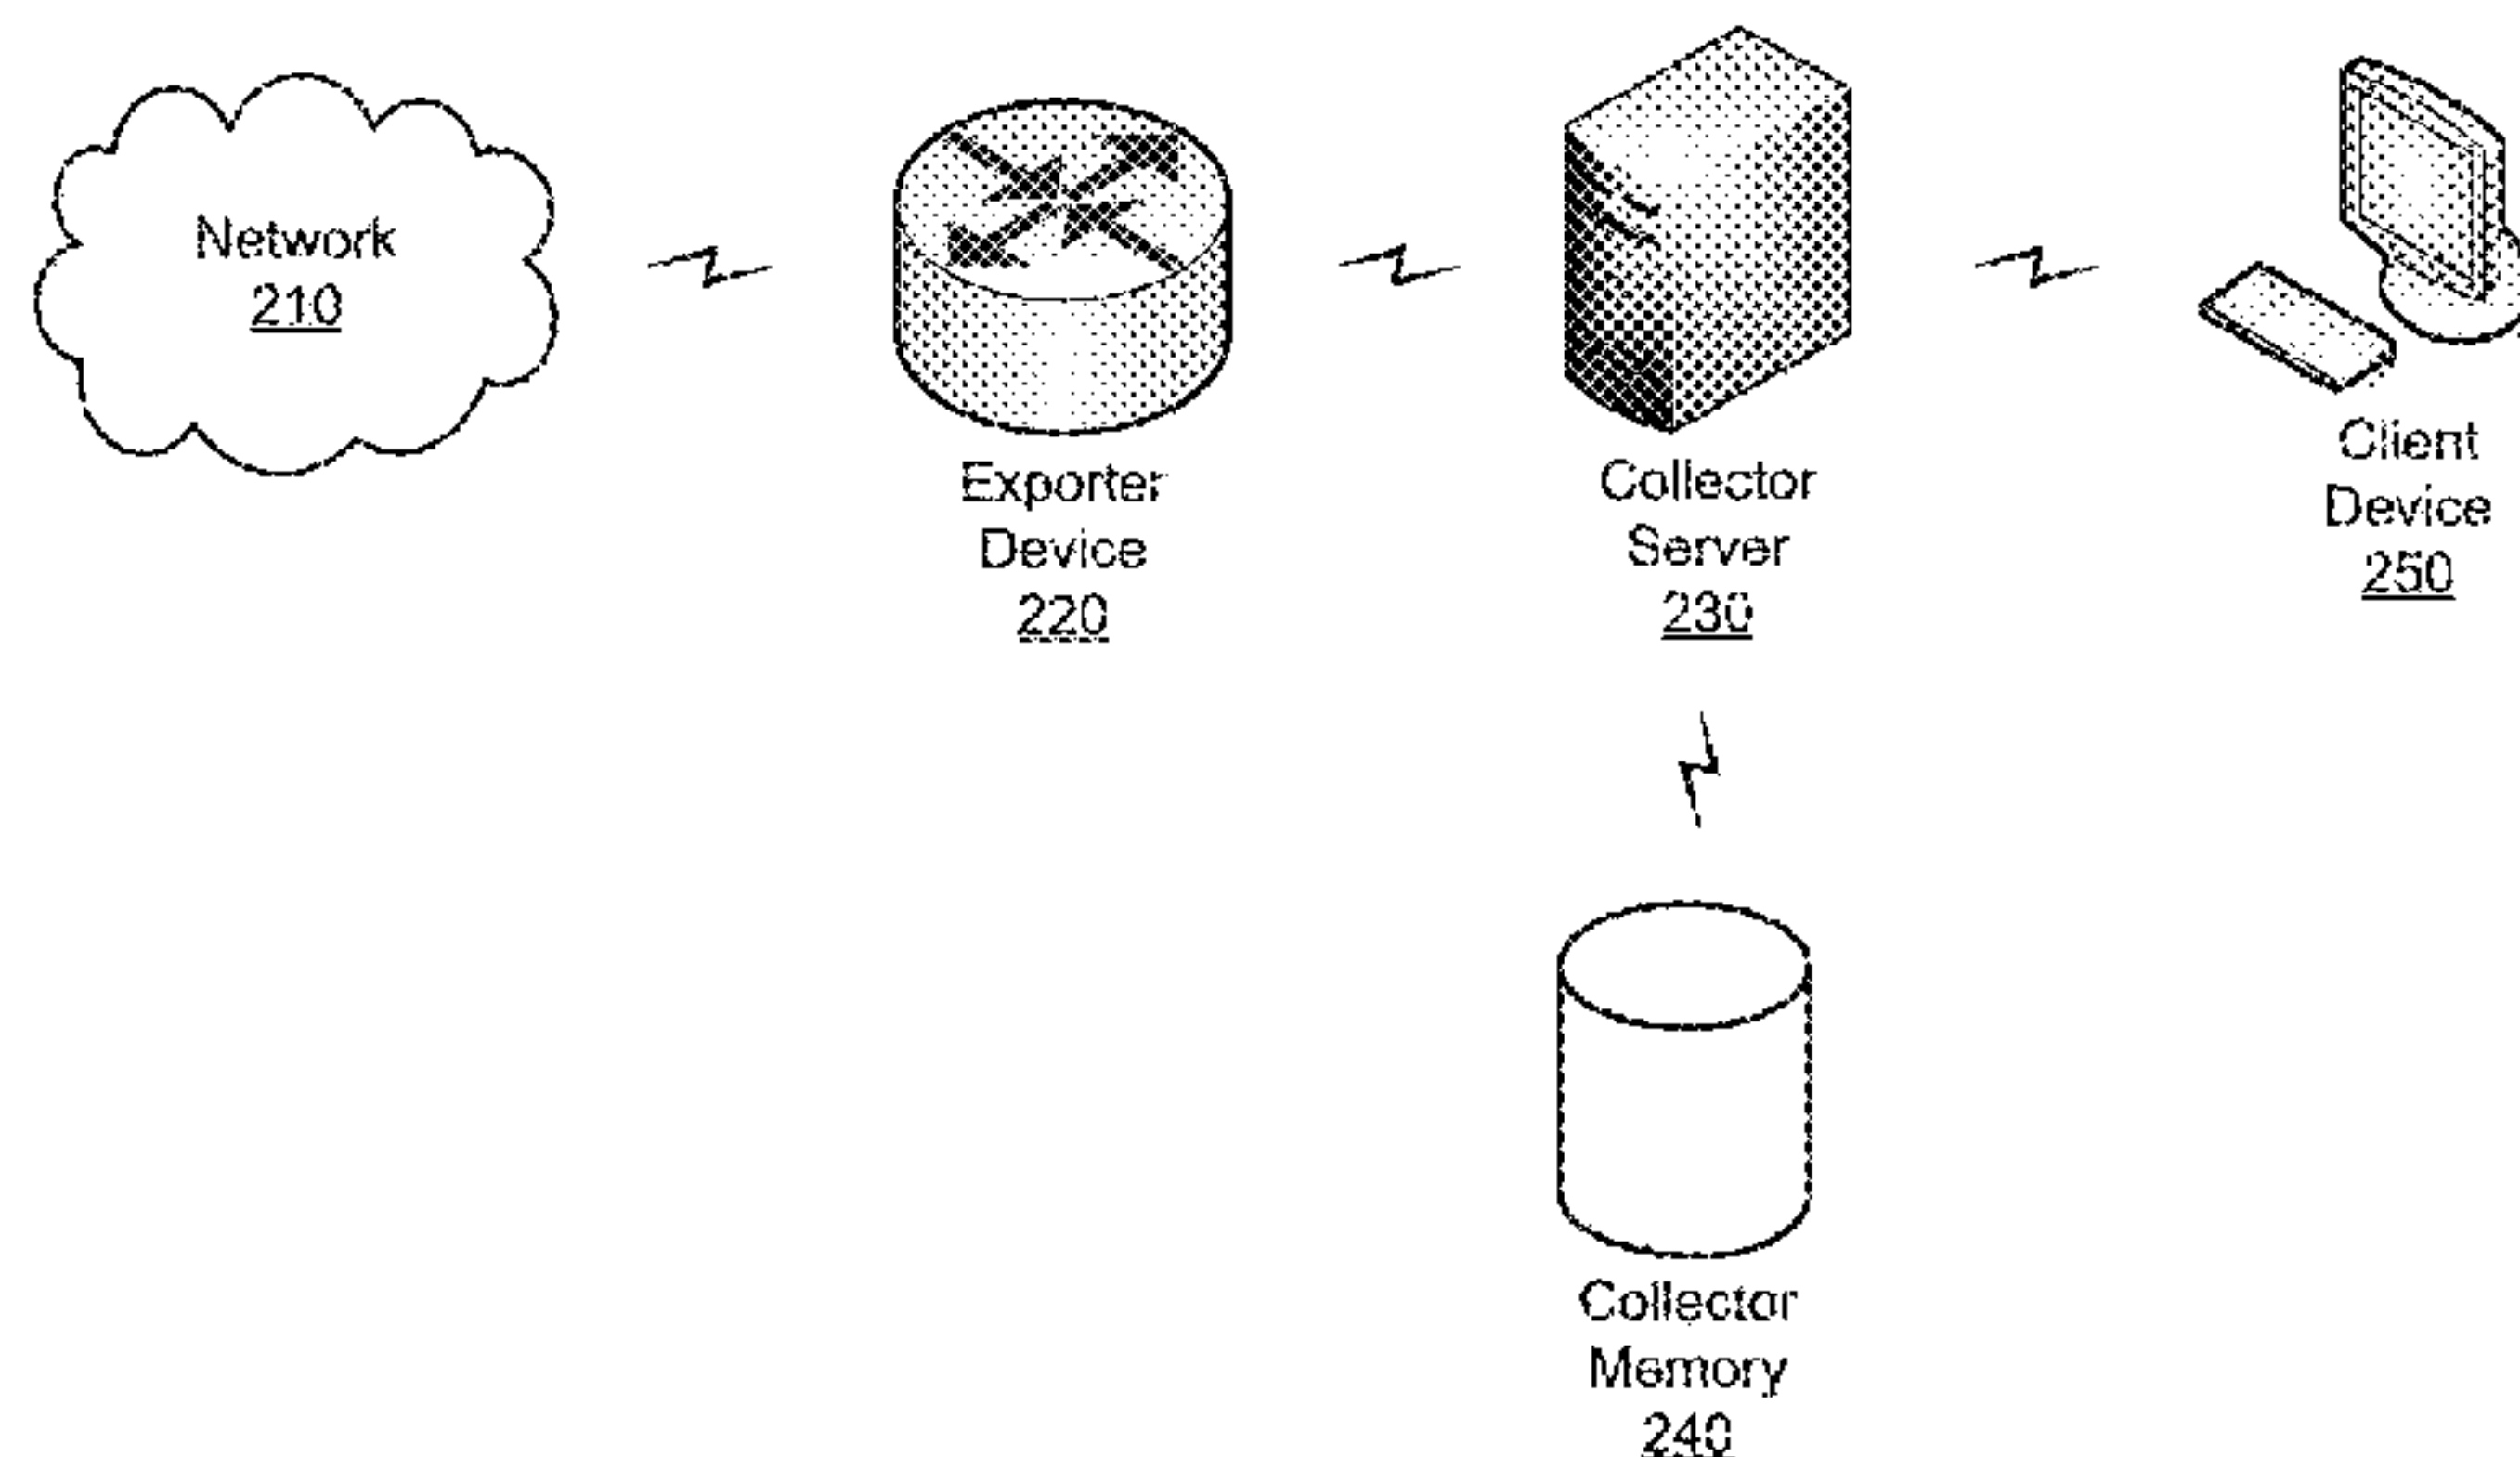 Network
210
Exporter
Device
220
Collector
Server
230
Client
Device
250
Collector
Memory
240